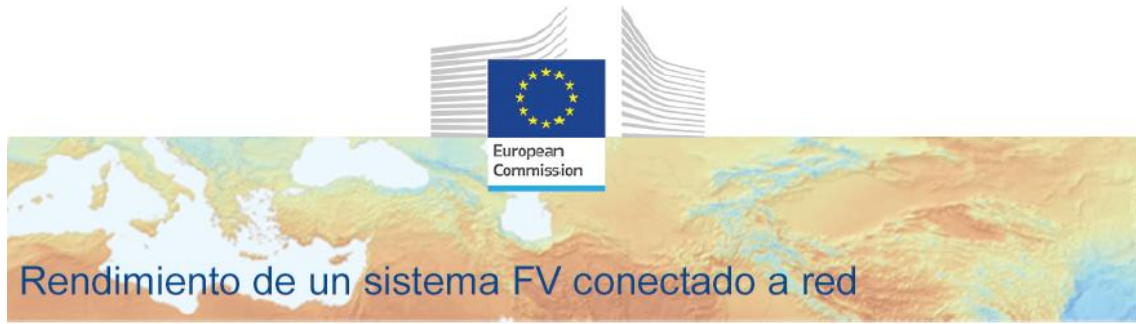 European
Commission
Rendimiento de un sistema FV conectado a red